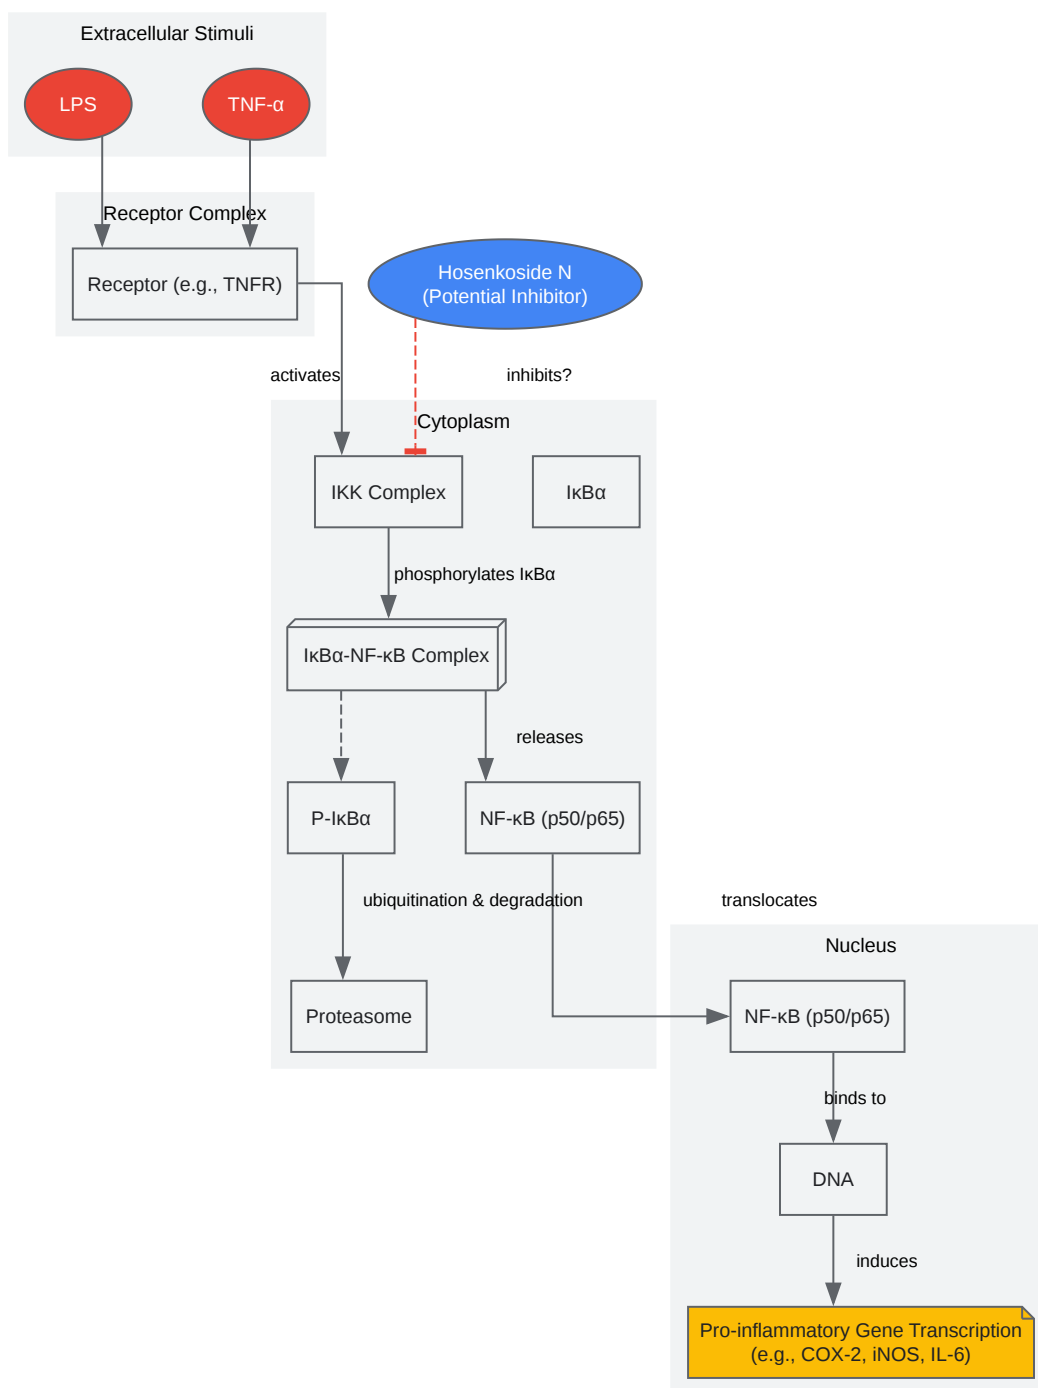 Extracellular Stimuli
LPS
TNF-α
Receptor Complex
Receptor (e.g., TNFR)
Hosenkoside N
(Potential Inhibitor)
activates
inhibits?
Cytoplasm
IKK Complex
IκBα
phosphorylates IκBα
IκBα-NF-κB Complex
releases
P-IκBα
NF-κB (p50/p65)
ubiquitination & degradation
translocates
Nucleus
Proteasome
NF-κB (p50/p65)
binds to
DNA
induces
Pro-inflammatory Gene Transcription
(e.g., COX-2, iNOS, IL-6)